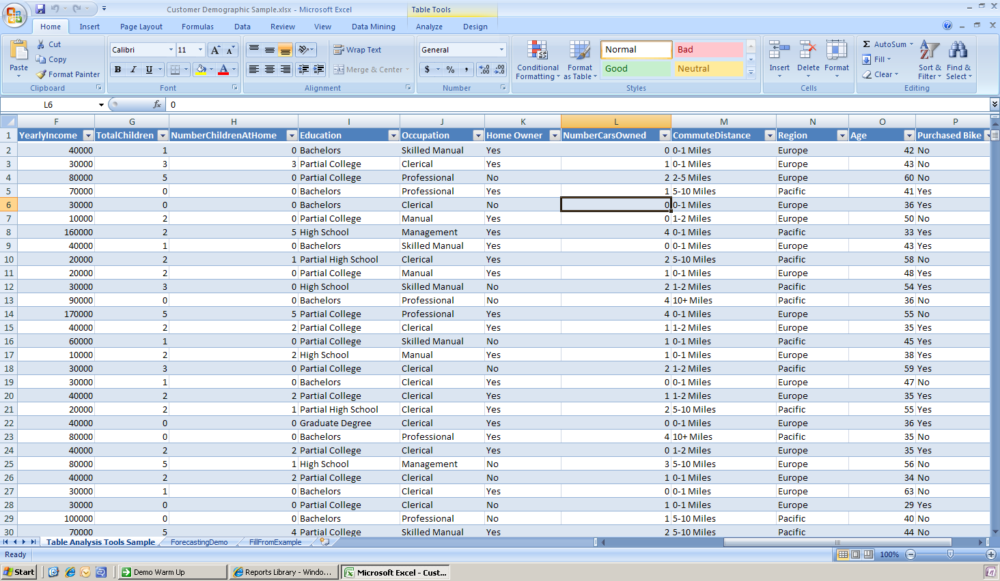 Customer Demographic Sample.xlsx - Microsoft Excel Table Tools
Home Insert Page Layout Formulas Data Review View Data Mining Analyze Design
Paste Cut Copy Format Painter Clipboard
Calibri 11 A A B I U A Font
Wrap Text Merge & Center Alignment
General $ % , .00 .0 Number
Conditional Formatting Format as Table Normal Bad Good Neutral Styles
Insert Delete Format Cells
Σ AutoSum Fill Clear Sort & Filter Find & Select Editing
L6 fx 0
F G H I J K L M N O P
1 YearlyIncome TotalChildren NumberChildrenAtHome Education Occupation Home Owner NumberCarsOwned CommuteDistance Region Age Purchased Bike
2 40000 1 0 Bachelors Skilled Manual Yes 0 0-1 Miles Europe 42 No
3 30000 3 3 Partial College Clerical Yes 1 0-1 Miles Europe 43 No
4 80000 5 0 Partial College Professional No 2 2-5 Miles Europe 60 No
5 70000 0 0 Bachelors Professional Yes 1 5-10 Miles Pacific 41 Yes
6 30000 0 0 Bachelors Clerical No 0 0-1 Miles Europe 36 Yes
7 10000 2 0 Partial College Manual Yes 0 1-2 Miles Europe 50 No
8 160000 2 5 High School Management Yes 4 0-1 Miles Pacific 33 Yes
9 40000 1 0 Bachelors Skilled Manual Yes 0 0-1 Miles Europe 43 Yes
10 20000 2 1 Partial High School Clerical Yes 2 5-10 Miles Pacific 58 No
11 20000 2 0 Partial College Manual Yes 1 0-1 Miles Europe 48 Yes
12 30000 3 0 High School Skilled Manual No 2 1-2 Miles Pacific 54 Yes
13 90000 0 0 Bachelors Professional No 4 10+ Miles Pacific 36 No
14 170000 5 5 Partial College Professional Yes 4 0-1 Miles Europe 55 No
15 40000 2 2 Partial College Clerical Yes 1 1-2 Miles Europe 35 Yes
16 60000 1 0 Partial College Skilled Manual No 1 0-1 Miles Pacific 45 Yes
17 10000 2 2 High School Manual Yes 1 0-1 Miles Europe 38 Yes
18 30000 3 0 Partial College Clerical No 2 1-2 Miles Pacific 59 Yes
19 30000 1 0 Bachelors Clerical Yes 0 0-1 Miles Europe 47 No
20 40000 2 2 Partial College Clerical Yes 1 1-2 Miles Europe 35 Yes
21 20000 2 1 Partial High School Clerical Yes 2 5-10 Miles Pacific 55 Yes
22 40000 0 0 Graduate Degree Clerical Yes 0 0-1 Miles Europe 36 Yes
23 80000 0 0 Bachelors Professional Yes 4 10+ Miles Pacific 35 No
24 40000 2 2 Partial College Clerical Yes 0 1-2 Miles Europe 35 Yes
25 80000 5 1 High School Management No 3 5-10 Miles Europe 56 No
26 40000 2 2 Partial College Clerical No 1 0-1 Miles Europe 34 No
27 30000 1 0 Bachelors Clerical Yes 0 0-1 Miles Europe 63 No
28 30000 0 0 Partial College Clerical No 1 0-1 Miles Europe 29 Yes
29 100000 0 0 Bachelors Professional No 1 5-10 Miles Pacific 40 No
30 70000 5 4 Partial College Skilled Manual Yes 2 5-10 Miles Pacific 44 No
Table Analysis Tools Sample ForecastingDemo FillFromExample
Ready 100%
Start Demo Warm Up Reports Library - Windo... Microsoft Excel - Cust...